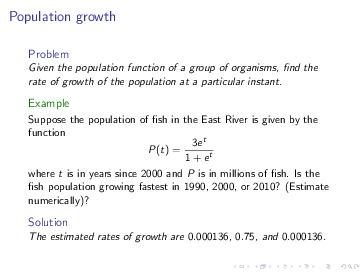 Population growth
Problem
Given the population function of a group of organisms, find the
rate of growth of the population at a particular instant.
Example
Suppose the population of fish in the East River is given by the
function
P(t) = 3e^t / (1 + e^t)
where t is in years since 2000 and P is in millions of fish. Is the
fish population growing fastest in 1990, 2000, or 2010? (Estimate
numerically)?
Solution
The estimated rates of growth are 0.000136, 0.75, and 0.000136.